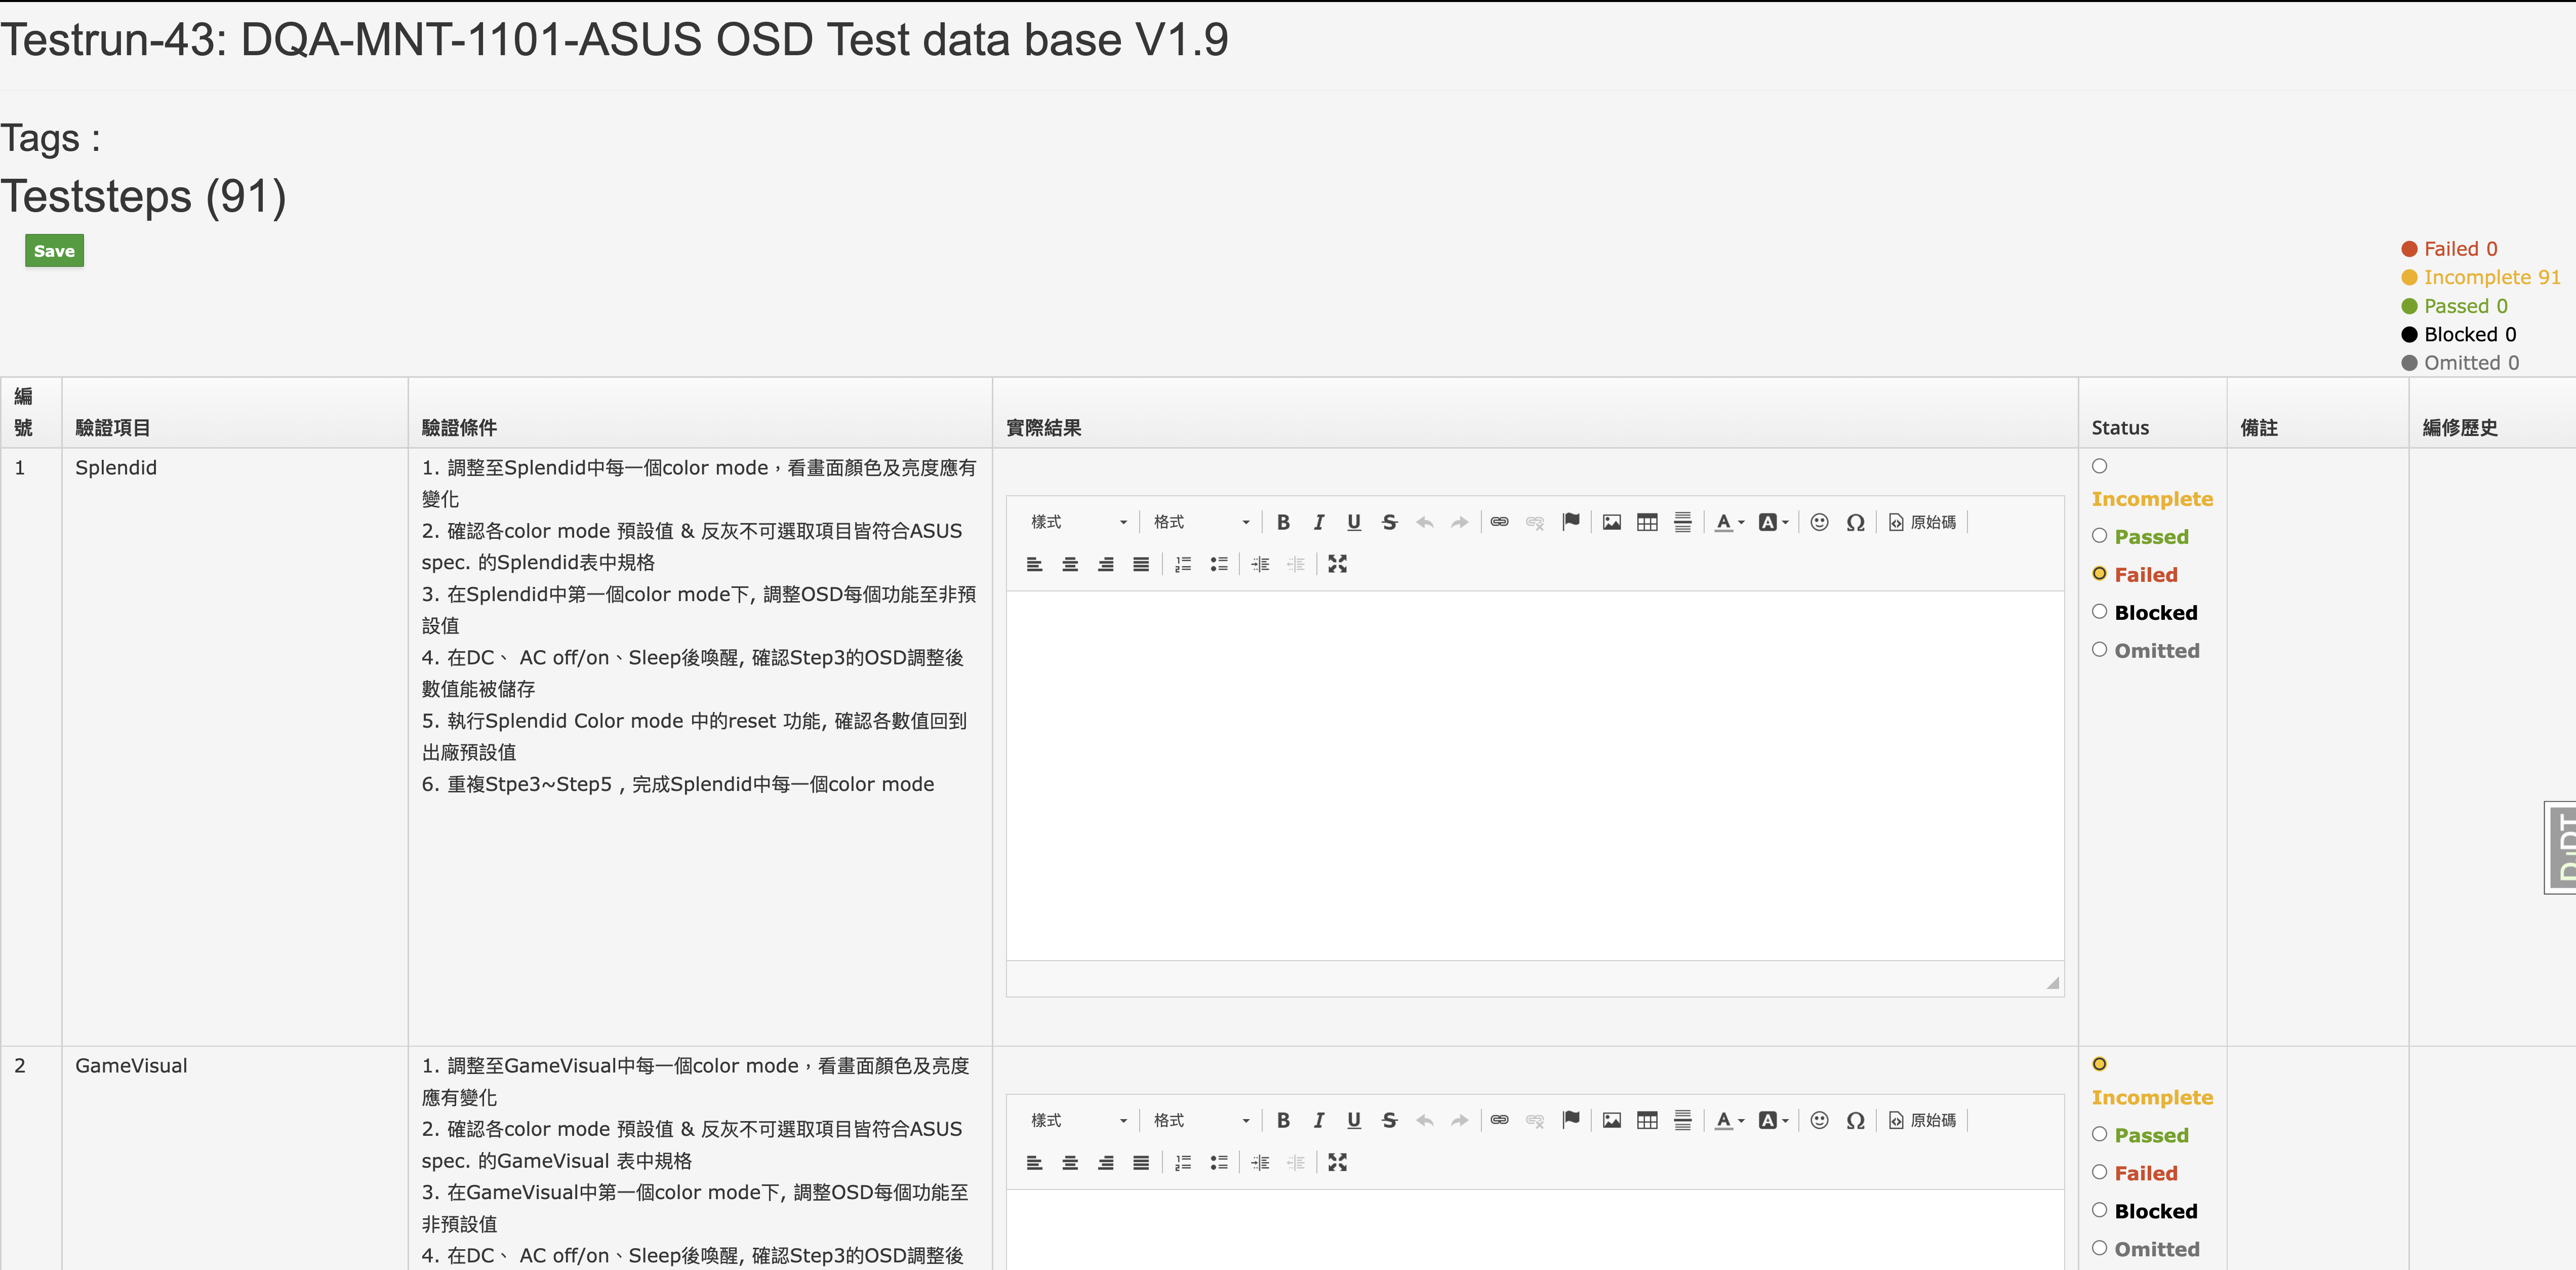 Testrun-43: DQA-MNT-1101-ASUS OSD Test data base V1.9
Tags :
Teststeps (91)
Save
Failed 0
Incomplete 91
Passed 0
Blocked 0
Omitted 0
編號
驗證項目
驗證條件
實際結果
Status
備註
編修歷史
1
Splendid
1. 調整至Splendid中每一個color mode，看畫面顏色及亮度應有
變化
2. 確認各color mode 預設值 & 反灰不可選取項目皆符合ASUS
spec. 的Splendid表中規格
3. 在Splendid中第一個color mode下, 調整OSD每個功能至非預
設值
4. 在DC、 AC off/on、Sleep後喚醒, 確認Step3的OSD調整後
數值能被儲存
5. 執行Splendid Color mode 中的reset 功能, 確認各數值回到
出廠預設值
6. 重複Stpe3~Step5 , 完成Splendid中每一個color mode
樣式
格式
原始碼
Incomplete
Passed
Failed
Blocked
Omitted
DjDT
2
GameVisual
1. 調整至GameVisual中每一個color mode，看畫面顏色及亮度
應有變化
2. 確認各color mode 預設值 & 反灰不可選取項目皆符合ASUS
spec. 的GameVisual 表中規格
3. 在GameVisual中第一個color mode下, 調整OSD每個功能至
非預設值
4. 在DC、 AC off/on、Sleep後喚醒, 確認Step3的OSD調整後
樣式
格式
原始碼
Incomplete
Passed
Failed
Blocked
Omitted